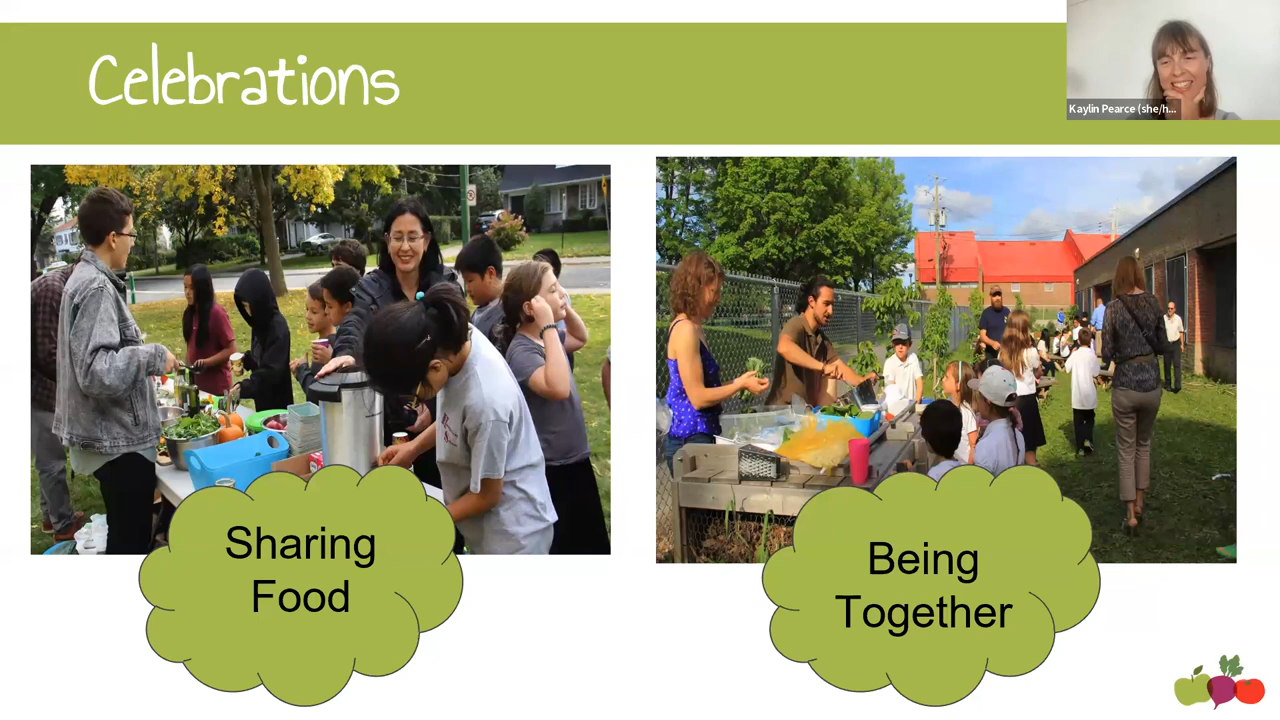 Celebrations
Kaylin Pearce (she/h...
Sharing
Food
Being
Together